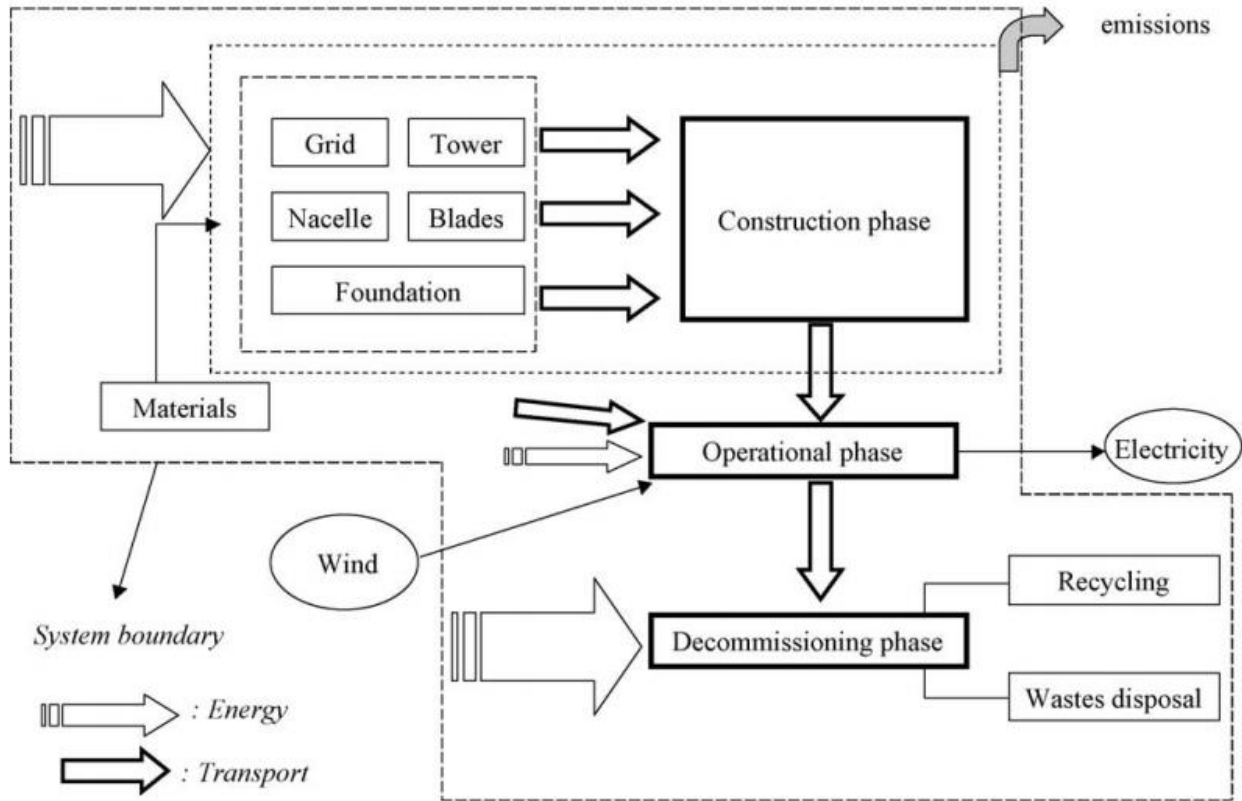 emissions
Grid
Tower
Nacelle
Blades
Construction phase
Foundation
Materials
Operational phase
Electricity
Wind
Recycling
System boundary
Decommissioning phase
Wastes disposal
: Energy
: Transport